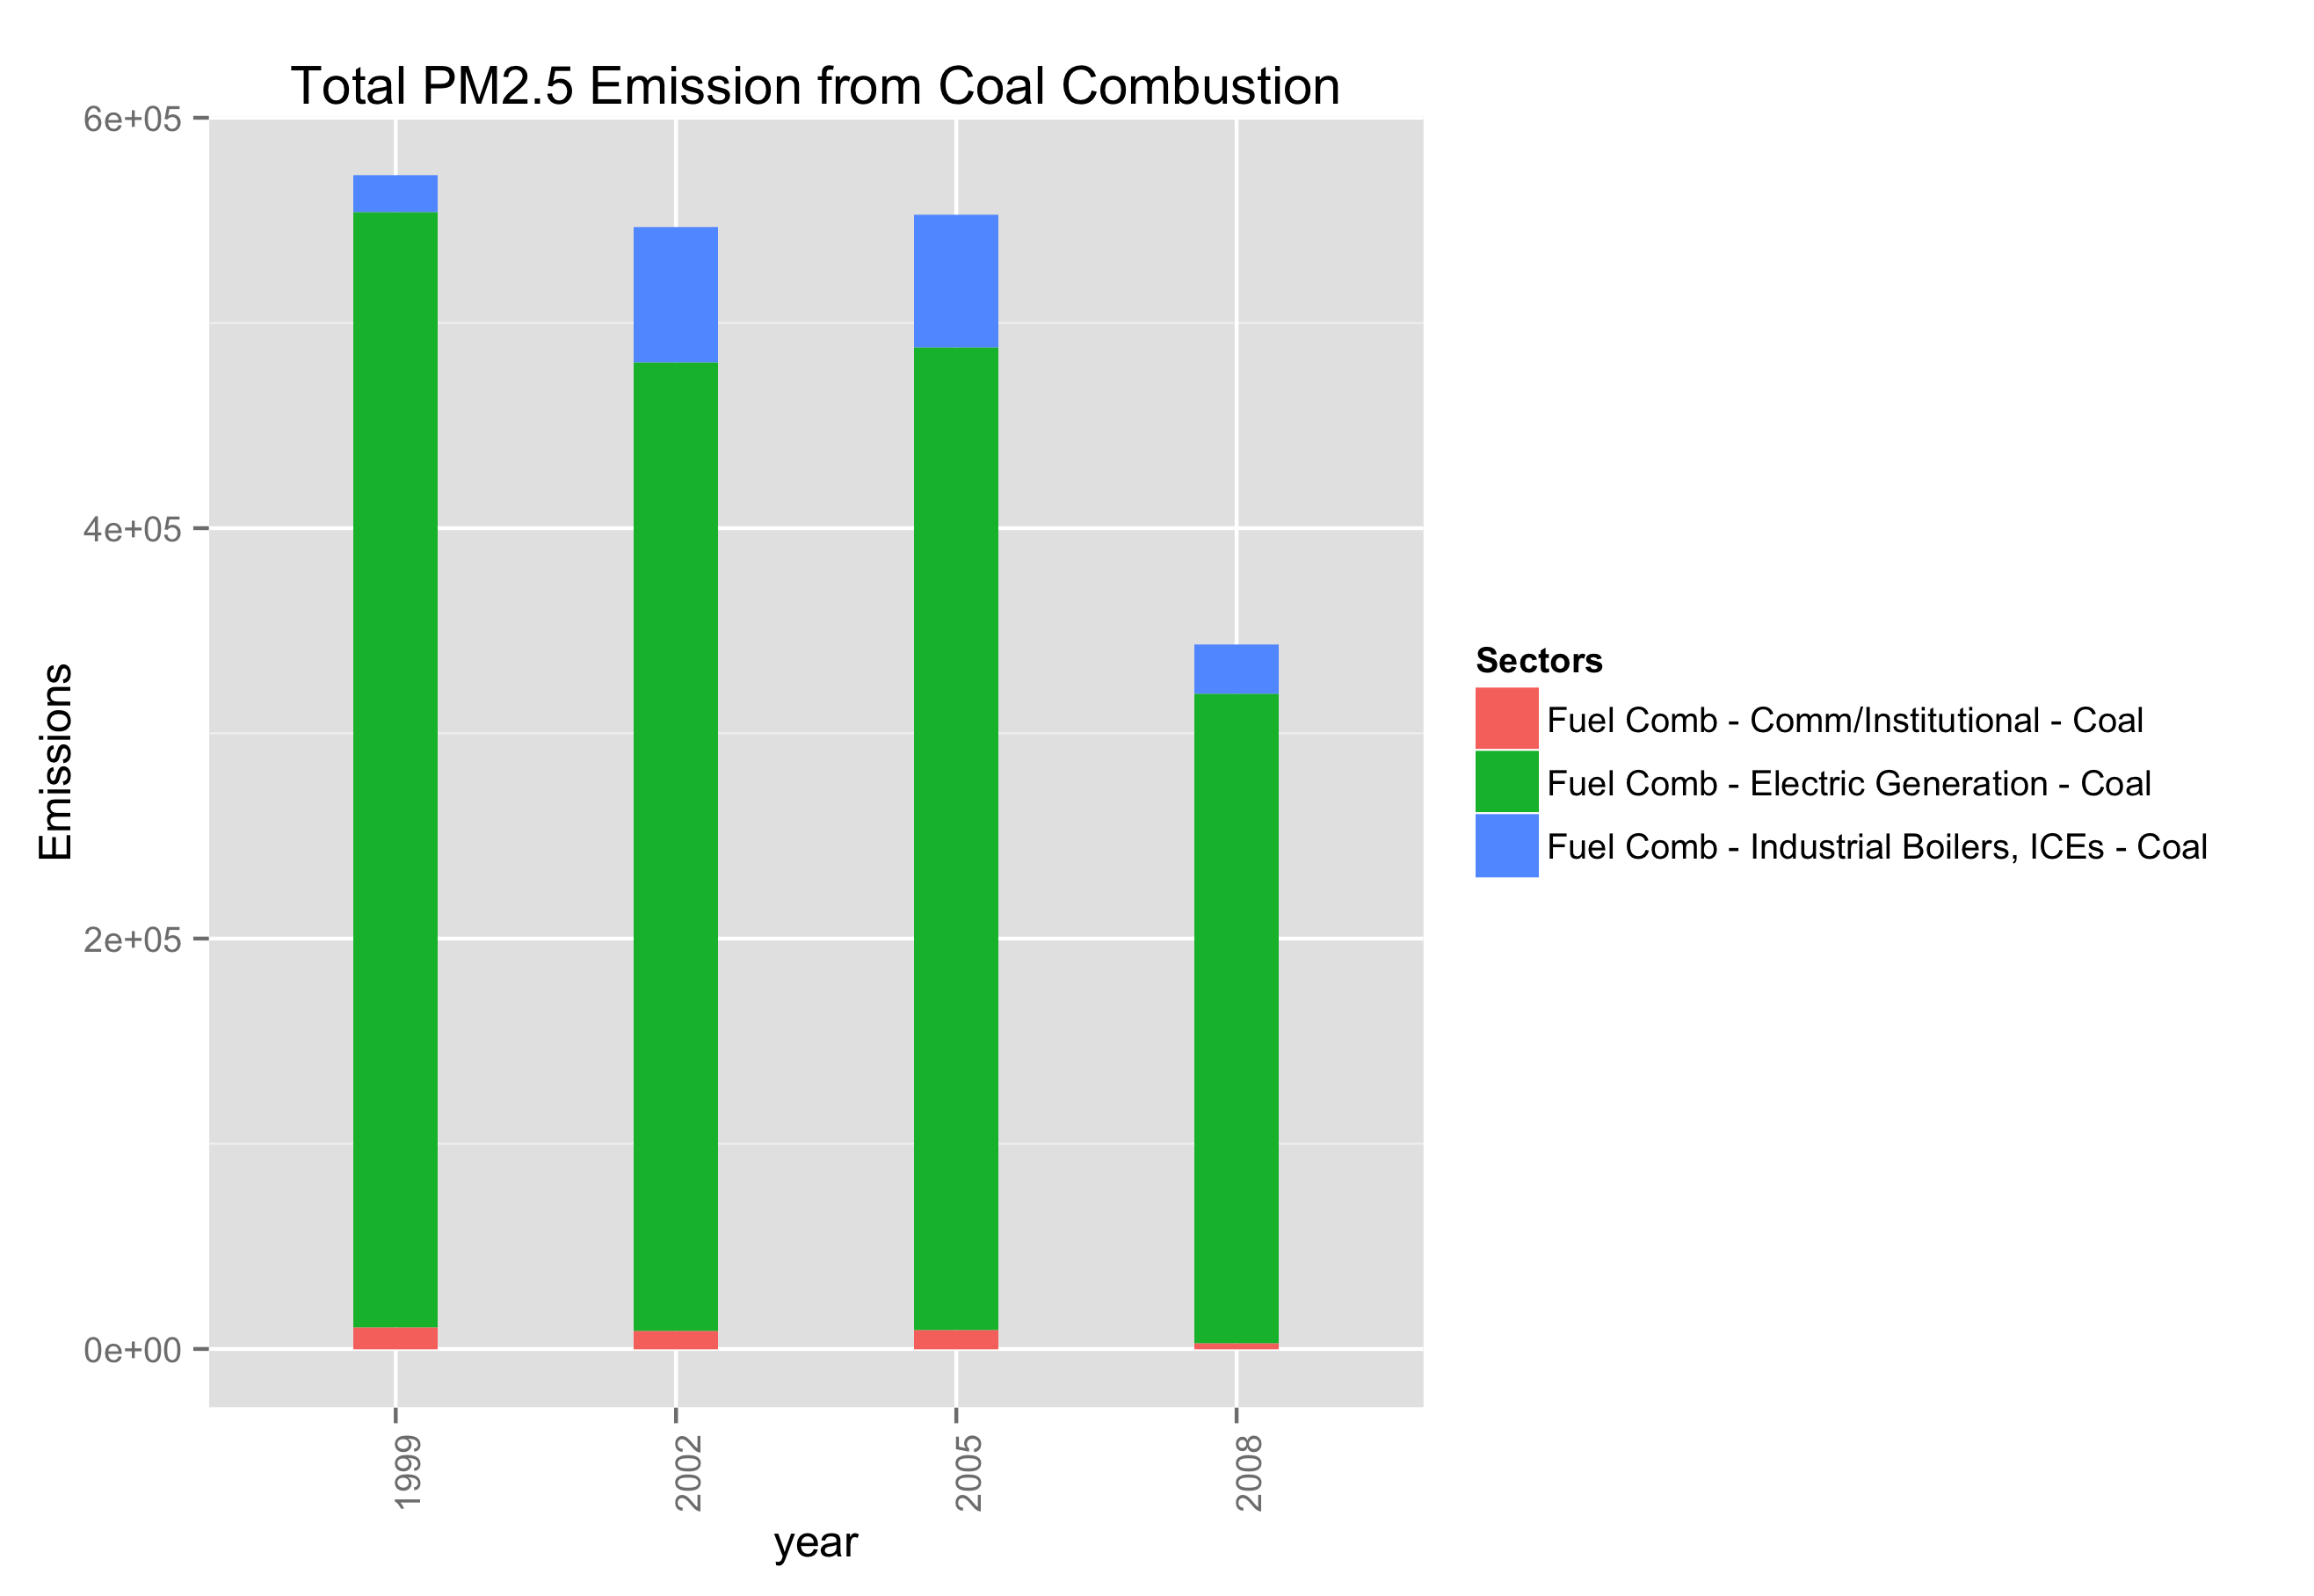 Total PM2.5 Emission from Coal Combustion
6e+05
4e+05
2e+05
0e+00
Emissions
1999
2002
2005
2008
year
Sectors
Fuel Comb - Comm/Institutional - Coal
Fuel Comb - Electric Generation - Coal
Fuel Comb - Industrial Boilers, ICEs - Coal